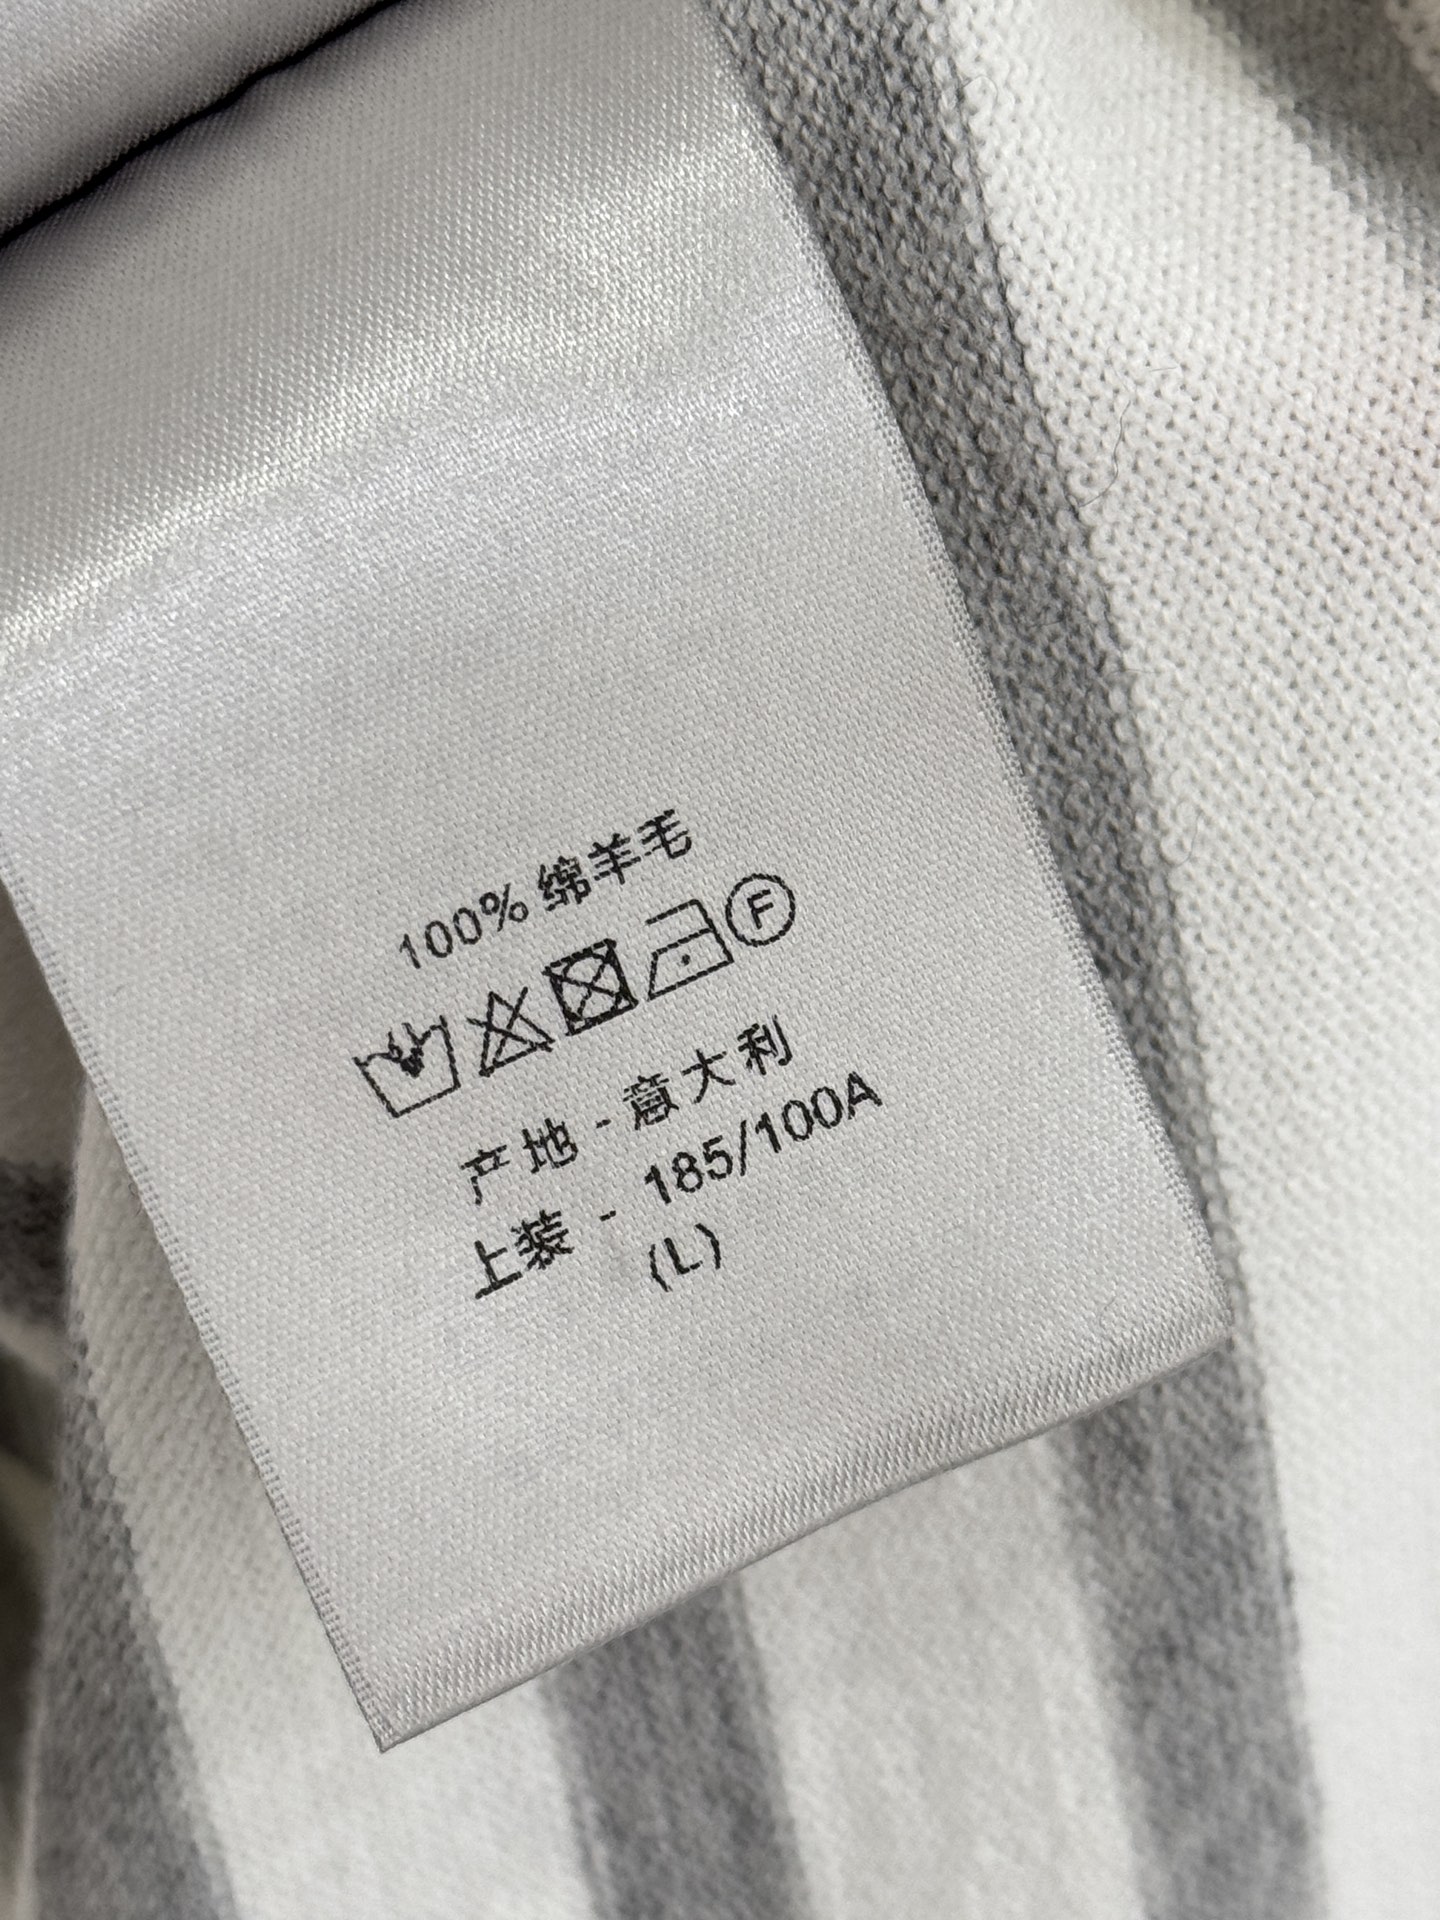 100% 绵羊毛
F
产地 - 意大利
上装 - 185/100A
(L)